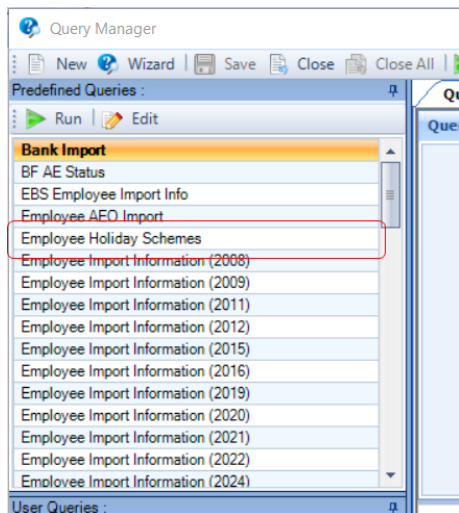 Query Manager
New Wizard Save Close Close All
Predefined Queries :
Run Edit
Bank Import
BF AE Status
EBS Employee Import Info
Employee AEO Import
Employee Holiday Schemes
Employee Import Information (2008)
Employee Import Information (2009)
Employee Import Information (2011)
Employee Import Information (2012)
Employee Import Information (2015)
Employee Import Information (2016)
Employee Import Information (2019)
Employee Import Information (2020)
Employee Import Information (2021)
Employee Import Information (2022)
Employee Import Information (2024)
User Queries :